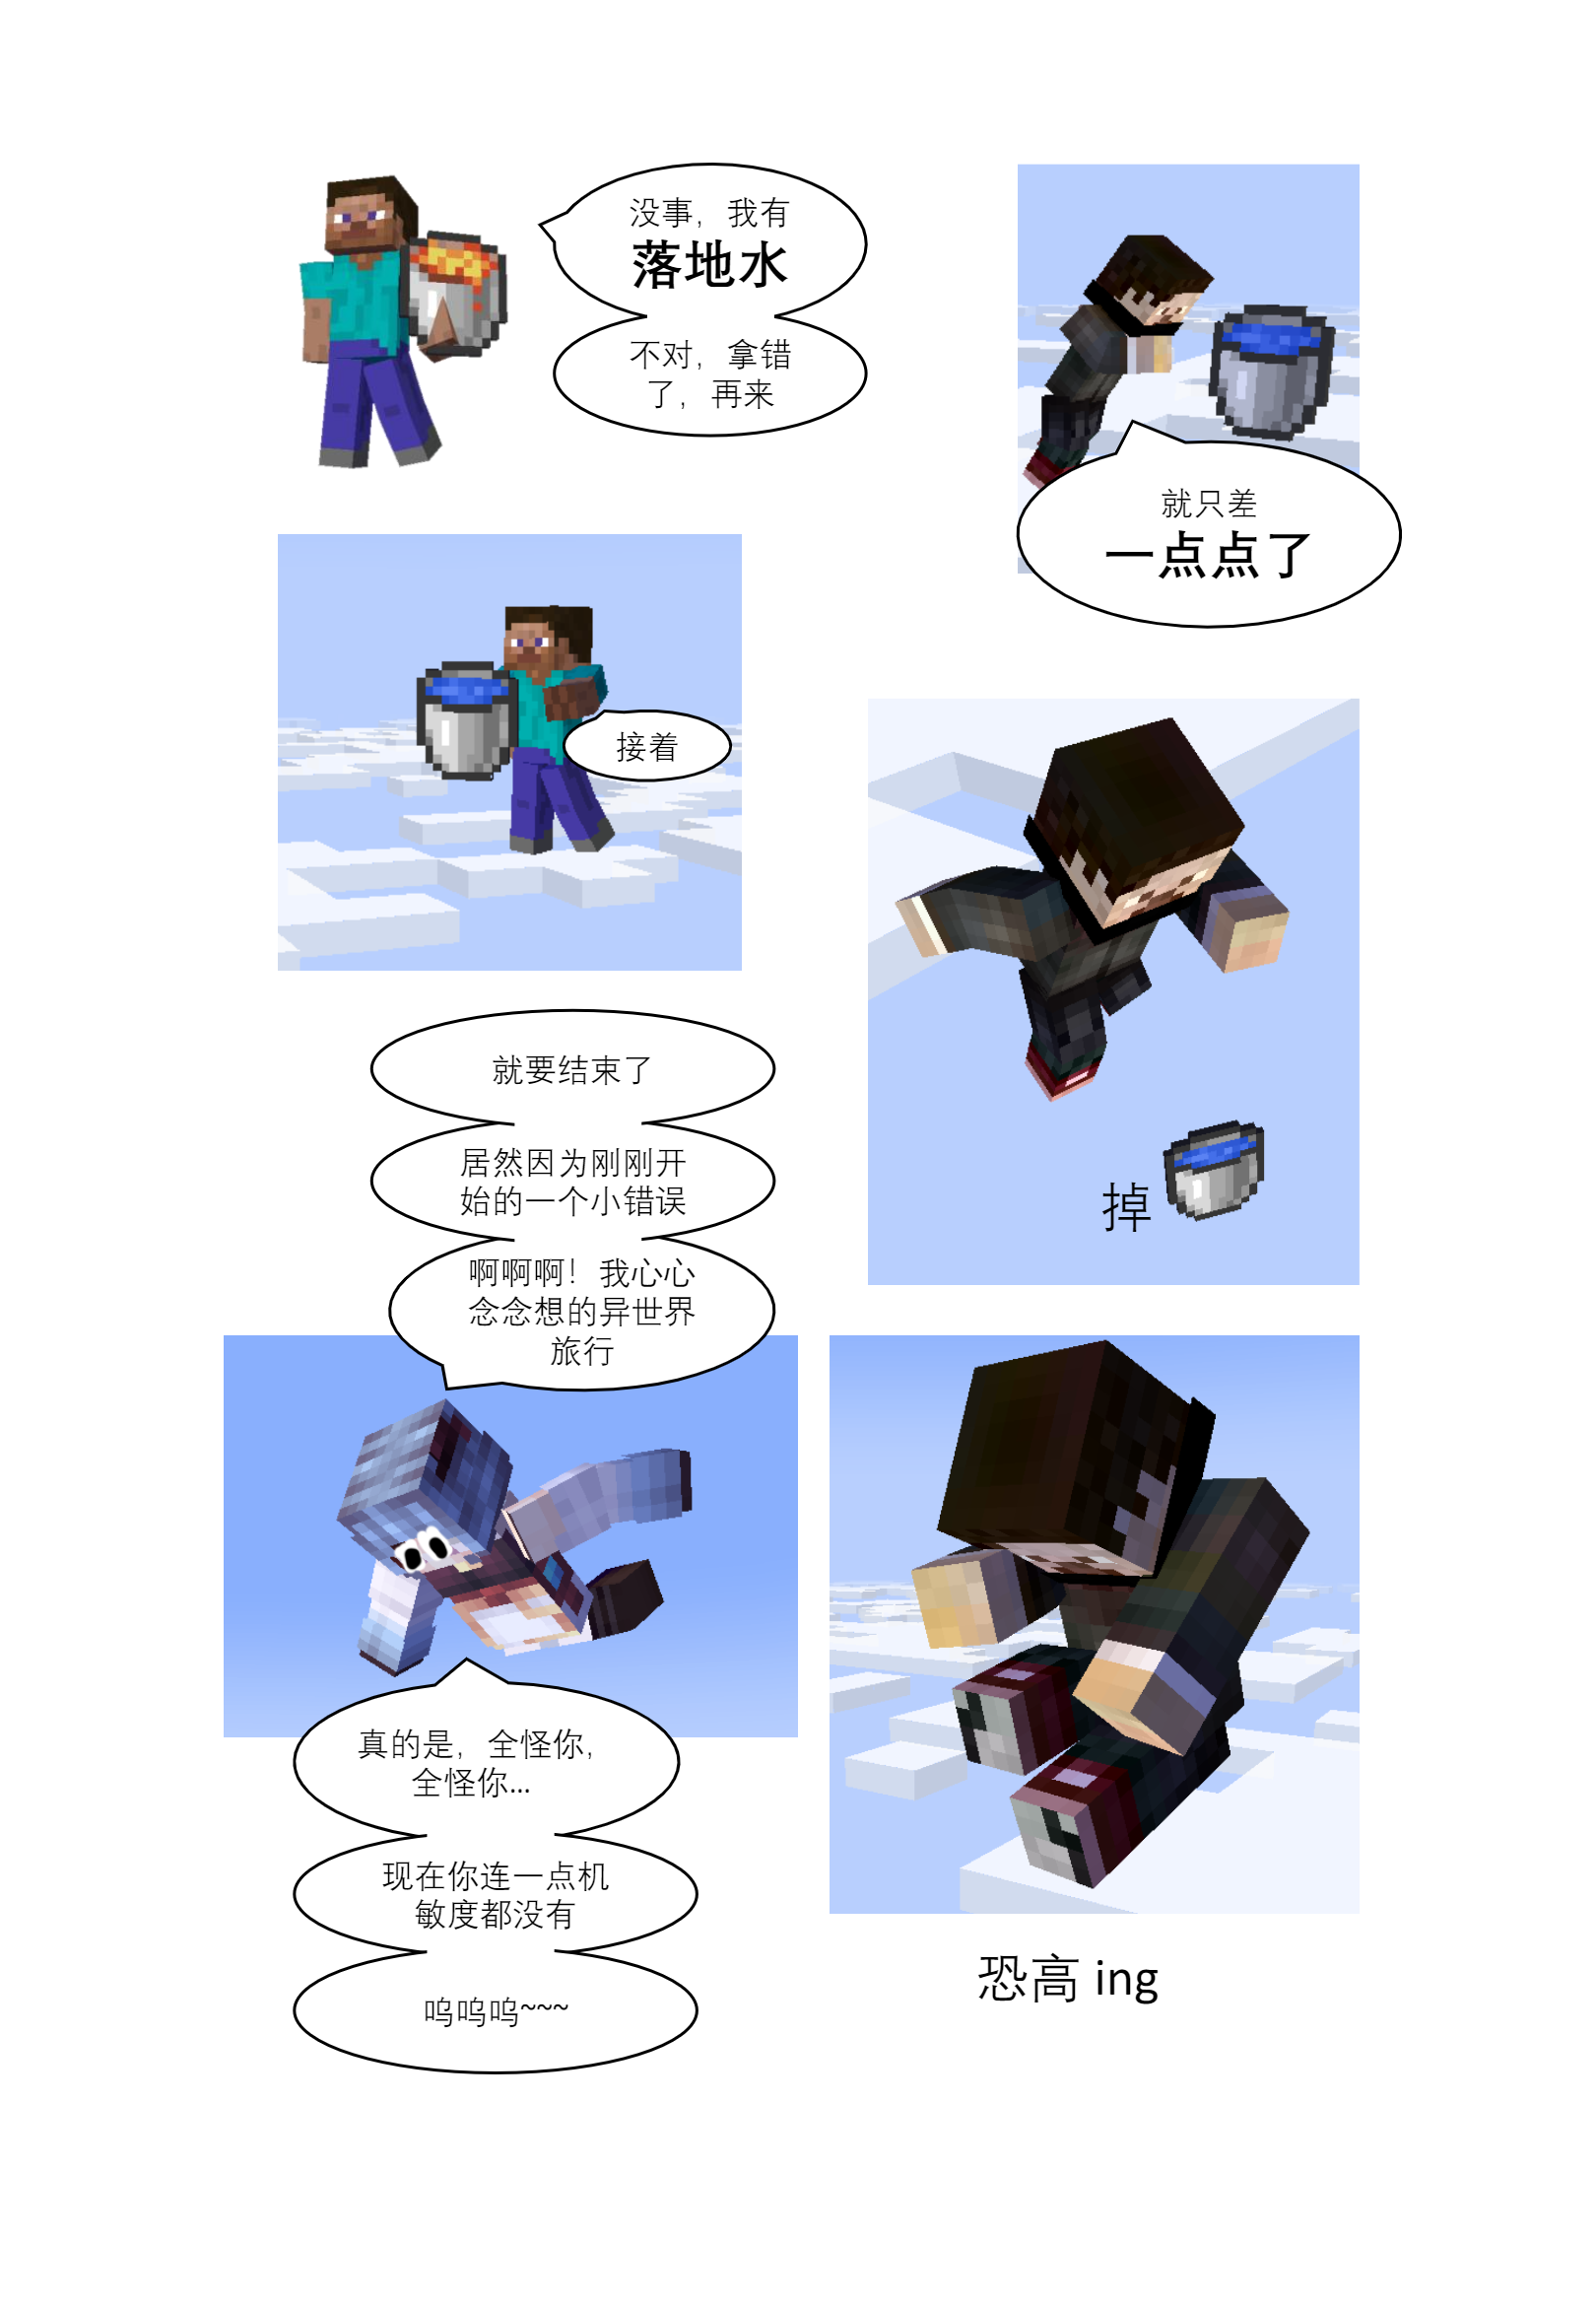 没事，我有
落地水
不对，拿错
了，再来
就只差
一点点了
接着
掉
就要结束了
居然因为刚刚开
始的一个小错误
啊啊啊！我心心
念念想的异世界
旅行
真的是，全怪你，
全怪你...
现在你连一点机
敏度都没有
呜呜呜~~~
恐高 ing